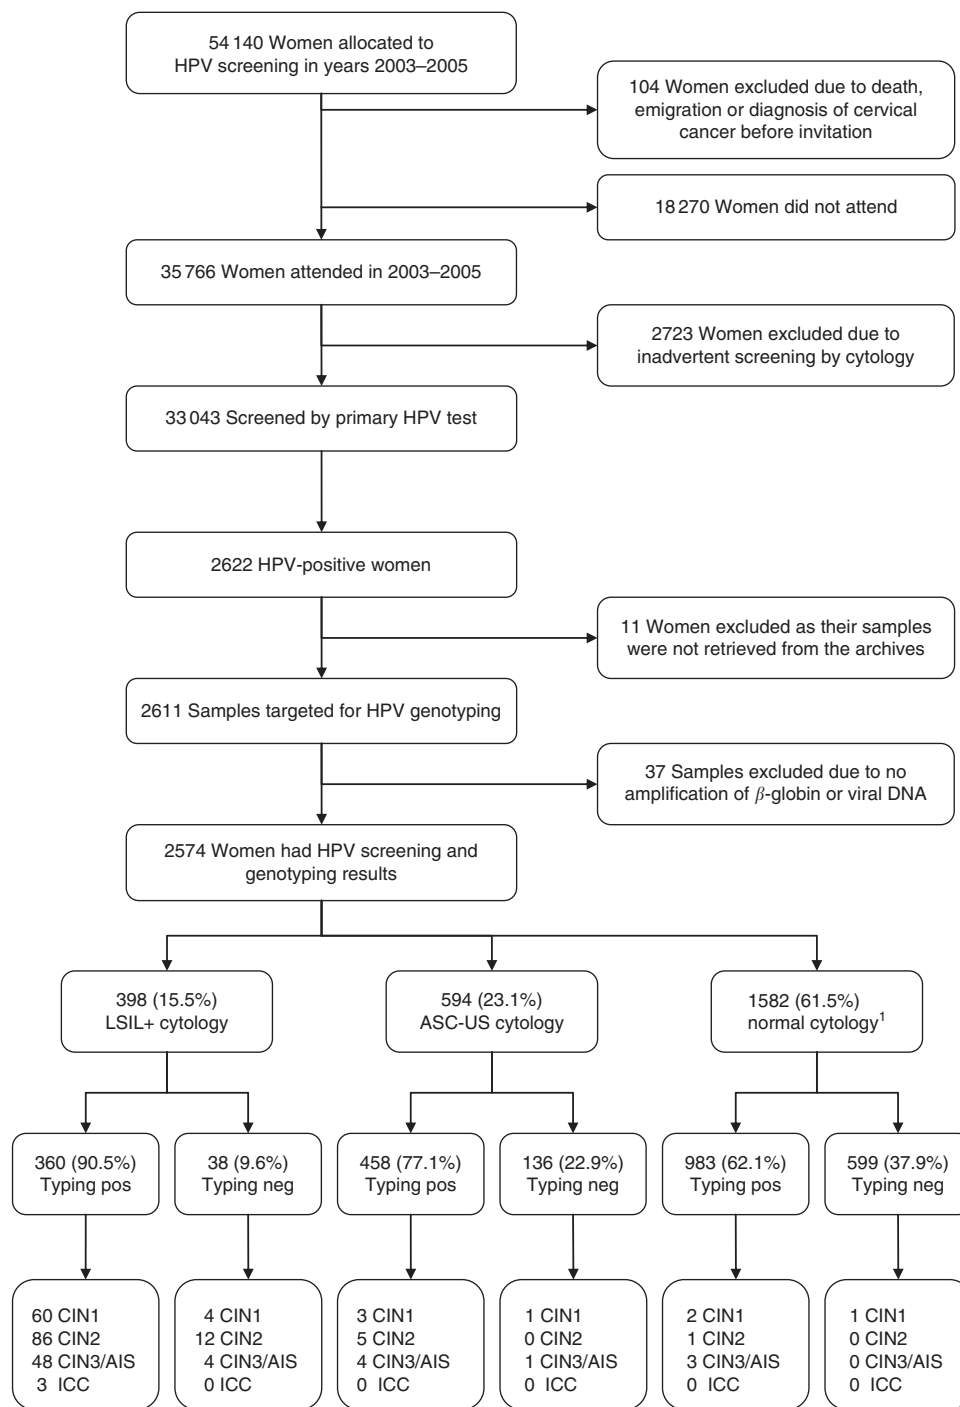 54 140 Women allocated to
HPV screening in years 2003–2005
104 Women excluded due to death,
emigration or diagnosis of cervical
cancer before invitation
18 270 Women did not attend
35 766 Women attended in 2003–2005
2723 Women excluded due to
inadvertent screening by cytology
33 043 Screened by primary HPV test
2622 HPV-positive women
11 Women excluded as their samples
were not retrieved from the archives
2611 Samples targeted for HPV genotyping
37 Samples excluded due to no
amplification of β-globin or viral DNA
2574 Women had HPV screening and
genotyping results
398 (15.5%)
LSIL+ cytology
594 (23.1%)
ASC-US cytology
1582 (61.5%)
normal cytology¹
360 (90.5%)
Typing pos
38 (9.6%)
Typing neg
458 (77.1%)
Typing pos
136 (22.9%)
Typing neg
983 (62.1%)
Typing pos
599 (37.9%)
Typing neg
60 CIN1
86 CIN2
48 CIN3/AIS
3 ICC
4 CIN1
12 CIN2
4 CIN3/AIS
0 ICC
3 CIN1
5 CIN2
4 CIN3/AIS
0 ICC
1 CIN1
0 CIN2
1 CIN3/AIS
0 ICC
2 CIN1
1 CIN2
3 CIN3/AIS
0 ICC
1 CIN1
0 CIN2
0 CIN3/AIS
0 ICC